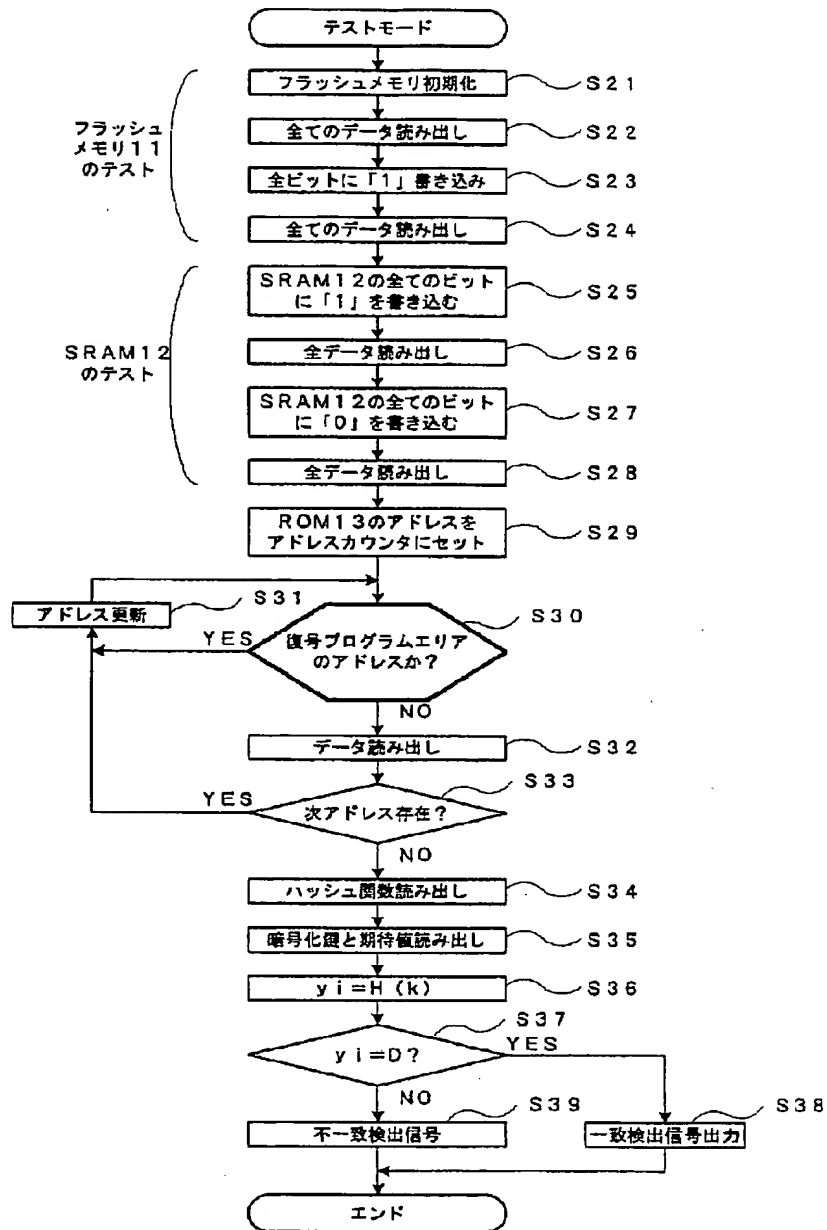 テストモード
フラッシュメモリ初期化
S21
フラッシュ
メモリ11
のテスト
全てのデータ読み出し
S22
全ビットに「1」書き込み
S23
全てのデータ読み出し
S24
SRAM12の全てのビット
に「1」を書き込む
S25
SRAM12
のテスト
全データ読み出し
S26
SRAM12の全てのビット
に「0」を書き込む
S27
全データ読み出し
S28
ROM13のアドレスを
アドレスカウンタにセット
S29
アドレス更新
S31
YES
復号プログラムエリア
のアドレスか?
S30
NO
データ読み出し
S32
YES
次アドレス存在?
S33
NO
ハッシュ関数読み出し
S34
暗号化鍵と期待値読み出し
S35
yi=H(k)
S36
yi=D?
S37
YES
NO
不一致検出信号
S39
一致検出信号出力
S38
エンド